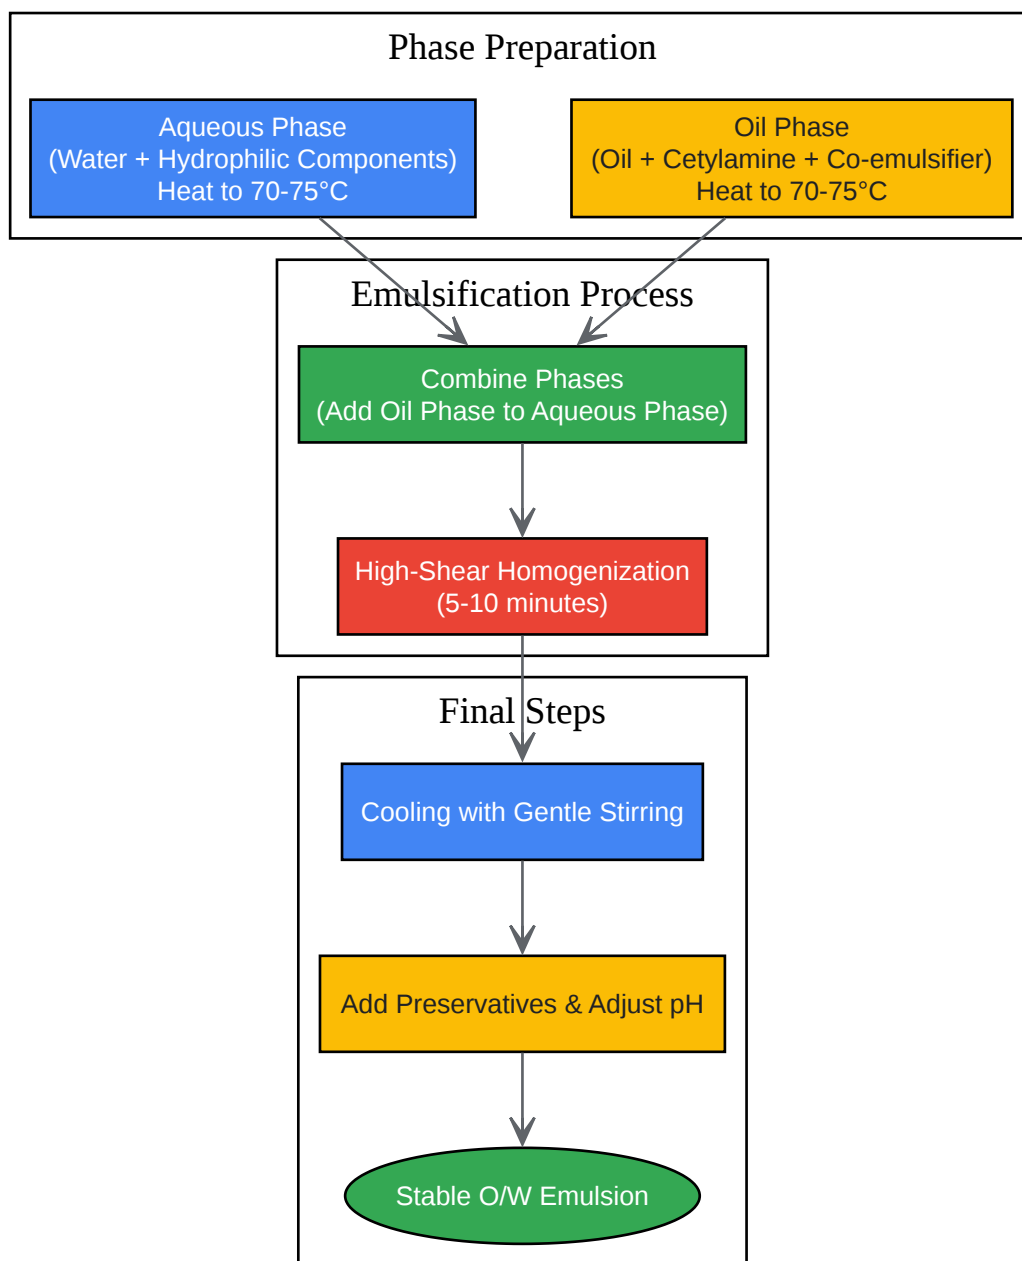 Phase Preparation
Aqueous Phase
(Water + Hydrophilic Components)
Heat to 70-75°C
Oil Phase
(Oil + Cetylamine + Co-emulsifier)
Heat to 70-75°C
Emulsification Process
Combine Phases
(Add Oil Phase to Aqueous Phase)
High-Shear Homogenization
(5-10 minutes)
Final Steps
Cooling with Gentle Stirring
Add Preservatives & Adjust pH
Stable O/W Emulsion